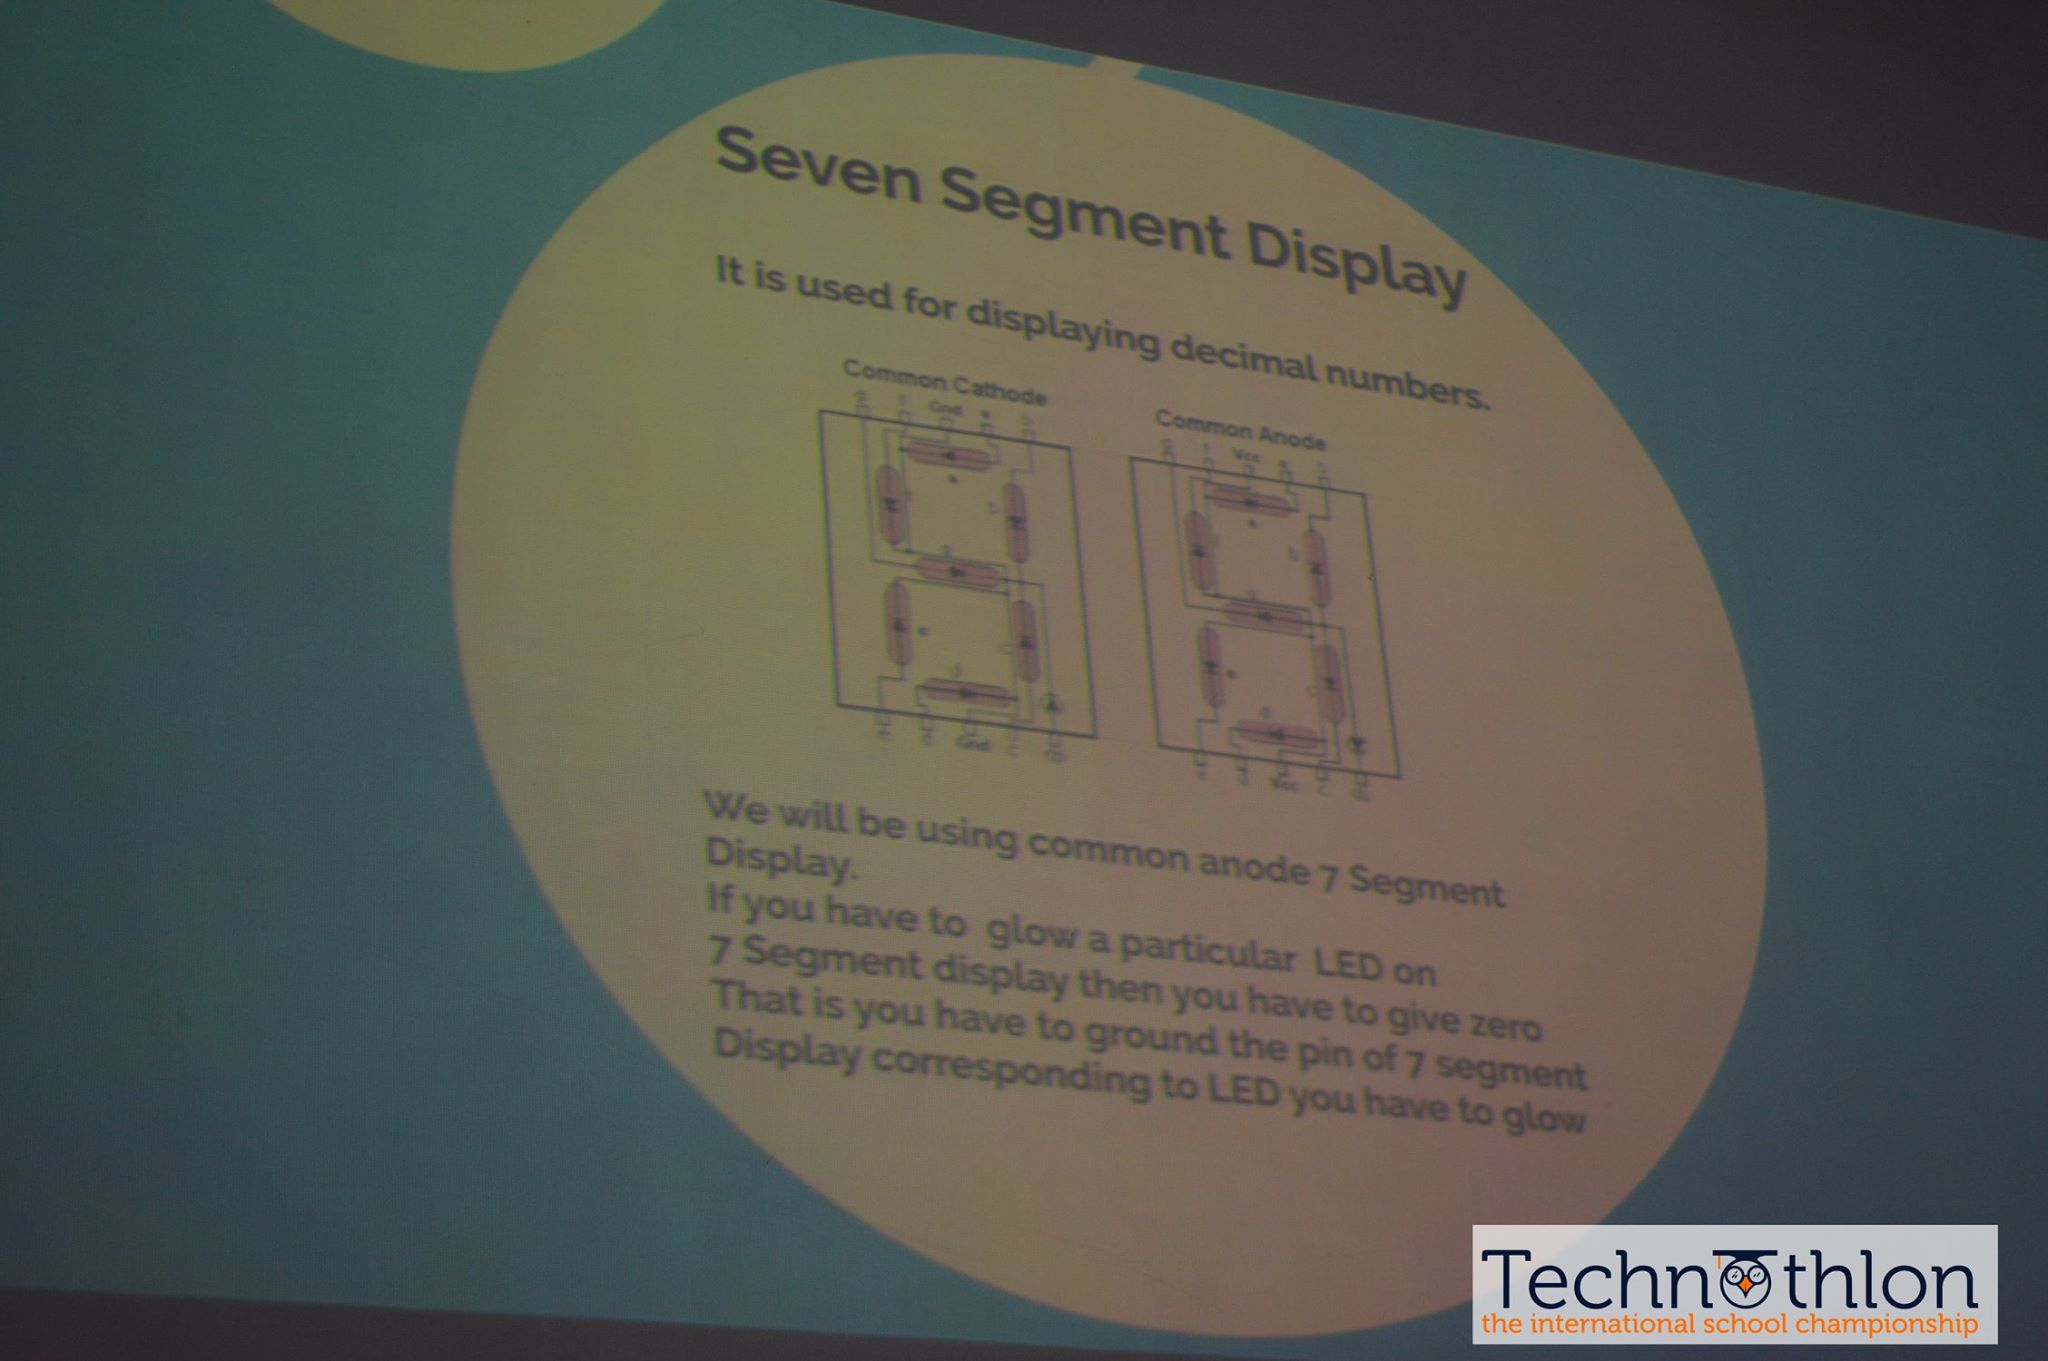 Seven Segment Display
It is used for displaying decimal numbers.
Common Cathode
Common Anode
Gnd
Vcc
Gnd
Vcc
We will be using common anode 7 Segment
Display.
If you have to glow a particular LED on
7 Segment display then you have to give zero
That is you have to ground the pin of 7 segment
Display corresponding to LED you have to glow
Technothlon
the international school championship